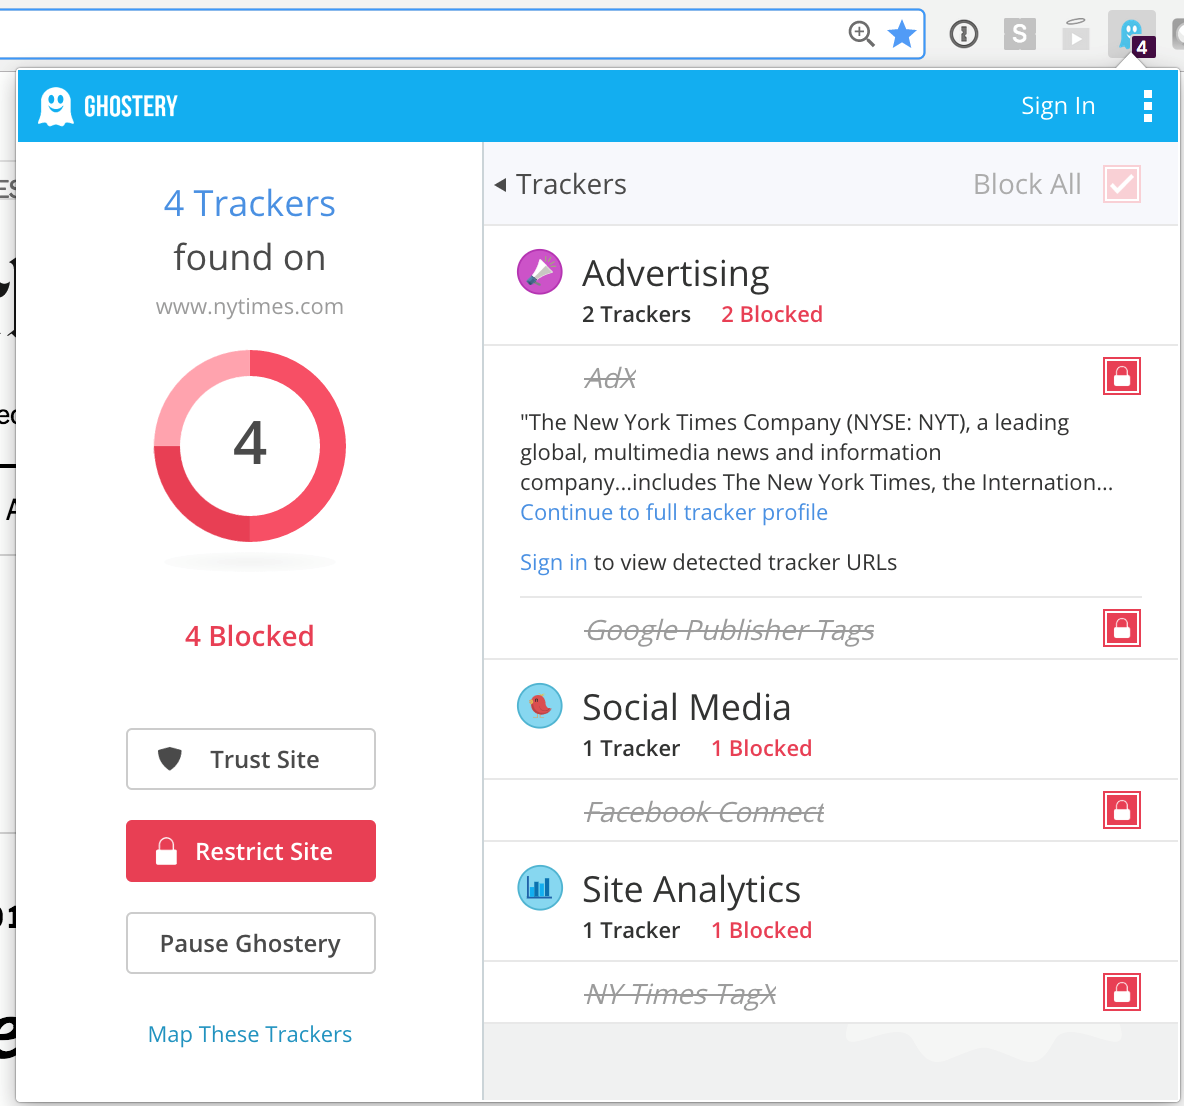 S
4
GHOSTERY
Sign In
4 Trackers
found on
www.nytimes.com
4
4 Blocked
Trust Site
Restrict Site
Pause Ghostery
Map These Trackers
Trackers
Block All
Advertising
2 Trackers 2 Blocked
AdX
"The New York Times Company (NYSE: NYT), a leading
global, multimedia news and information
company...includes The New York Times, the Internation...
Continue to full tracker profile
Sign in to view detected tracker URLs
Google Publisher Tags
Social Media
1 Tracker 1 Blocked
Facebook Connect
Site Analytics
1 Tracker 1 Blocked
NY Times TagX